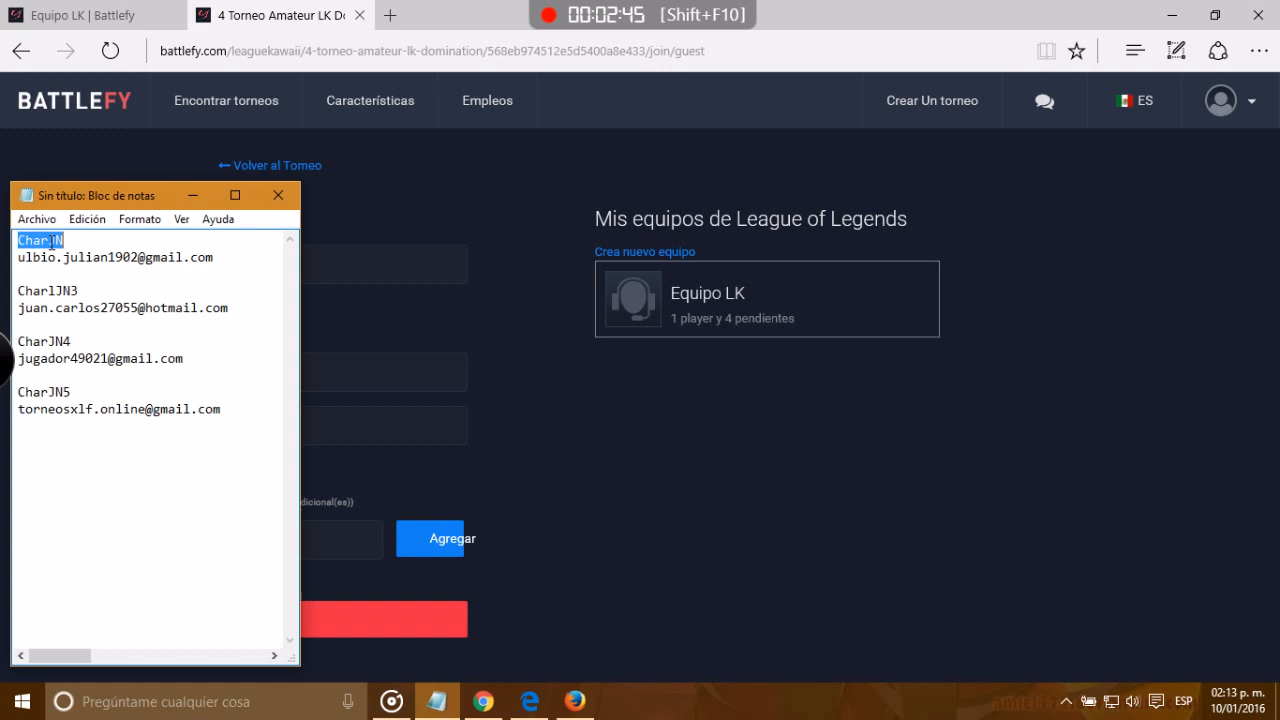 Equipo LK | Battlefy
4 Torneo Amateur LK Do
00:02:45 [Shift+F10]
battlefy.com/leaguekawaii/4-torneo-amateur-lk-domination/568eb974512e5d5400a8e433/join/guest
BATTLEFY
Encontrar torneos
Características
Empleos
Crear Un torneo
ES
Volver al Torneo
Sin título: Bloc de notas
Archivo Edición Formato Ver Ayuda
CharJN
ulbio.julian1902@gmail.com
CharlJN3
juan.carlos27055@hotmail.com
CharJN4
jugador49021@gmail.com
CharJN5
torneosxlf.online@gmail.com
dicional(es))
Agregar
Mis equipos de League of Legends
Crea nuevo equipo
Equipo LK
1 player y 4 pendientes
Pregúntame cualquier cosa
ESP
02:13 p. m.
10/01/2016